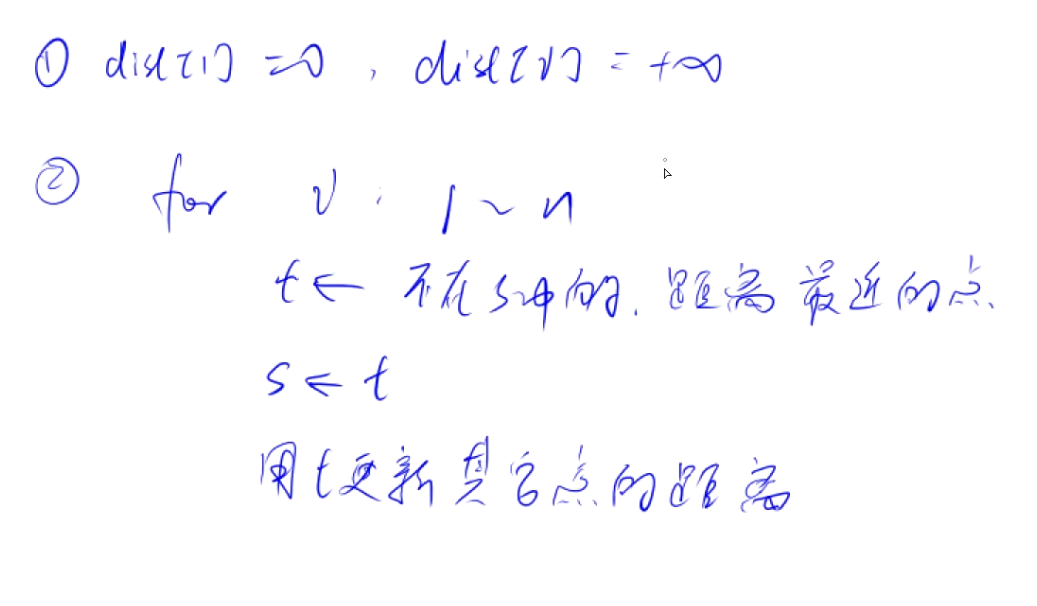 ① dist[1] = 0, dist[v] = +∞
② for v: 1 ~ n
t ← 不在s中的, 距离最近的点
s ← t
用t更新其它点的距离